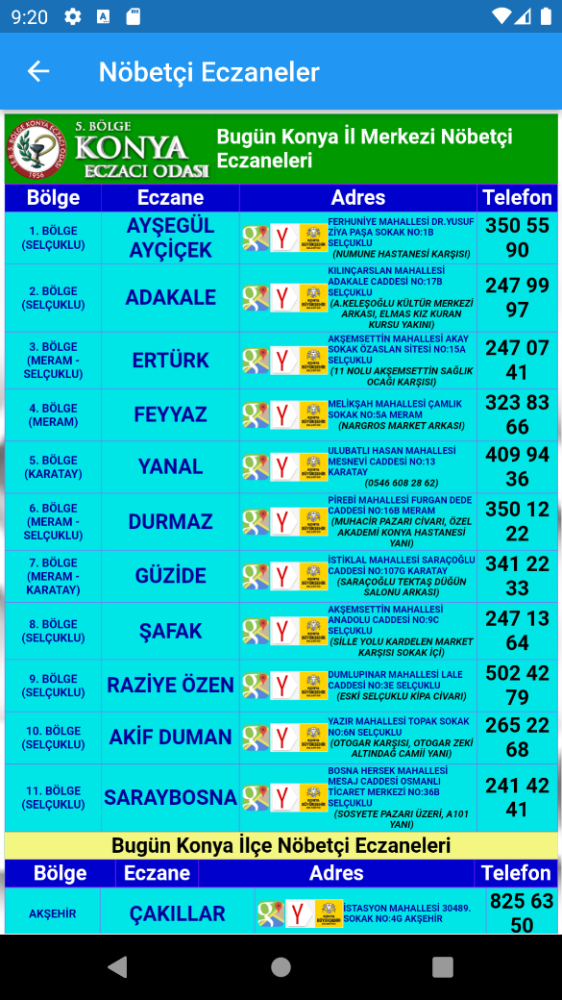 9:20
Nöbetçi Eczaneler
T.E.B 5. BÖLGE KONYA ECZACI ODASI
1956
5. BÖLGE
KONYA
ECZACI ODASI
Bugün Konya İl Merkezi Nöbetçi
Eczaneleri
Bölge Eczane Adres Telefon
1. BÖLGE
(SELÇUKLU)
AYŞEGÜL
AYÇİÇEK
FERHUNİYE MAHALLESİ DR.YUSUF
ZİYA PAŞA SOKAK NO:1B
SELÇUKLU
(NUMUNE HASTANESİ KARŞISI)
350 55
90
2. BÖLGE
(SELÇUKLU)
ADAKALE
KILINÇARSLAN MAHALLESİ
ADAKALE CADDESİ NO:17B
SELÇUKLU
(A.KELEŞOĞLU KÜLTÜR MERKEZİ
ARKASI, ELMAS KIZ KURAN
KURSU YAKINI)
247 99
97
3. BÖLGE
(MERAM -
SELÇUKLU)
ERTÜRK
AKŞEMSETTİN MAHALLESİ AKAY
SOKAK ÖZASLAN SİTESİ NO:15A
SELÇUKLU
(11 NOLU AKŞEMSETTİN SAĞLIK
OCAĞI KARŞISI)
247 07
41
4. BÖLGE
(MERAM)
FEYYAZ
MELİKŞAH MAHALLESİ ÇAMLIK
SOKAK NO:5A MERAM
(NARGROS MARKET ARKASI)
323 83
66
5. BÖLGE
(KARATAY)
YANAL
ULUBATLI HASAN MAHALLESİ
MESNEVİ CADDESİ NO:13
KARATAY
(0546 608 28 62)
409 94
36
6. BÖLGE
(MERAM -
SELÇUKLU)
DURMAZ
PİREBİ MAHALLESİ FURGAN DEDE
CADDESİ NO:16B MERAM
(MUHACİR PAZARI CİVARI, ÖZEL
AKADEMİ KONYA HASTANESİ
YANI)
350 12
22
7. BÖLGE
(MERAM -
KARATAY)
GÜZİDE
İSTİKLAL MAHALLESİ SARAÇOĞLU
CADDESİ NO:107G KARATAY
(SARAÇOĞLU TEKTAŞ DÜĞÜN
SALONU ARKASI)
341 22
33
8. BÖLGE
(SELÇUKLU)
ŞAFAK
AKŞEMSETTİN MAHALLESİ
ANADOLU CADDESİ NO:9C
SELÇUKLU
(SİLLE YOLU KARDELEN MARKET
KARŞISI SOKAK İÇİ)
247 13
64
9. BÖLGE
(SELÇUKLU)
RAZİYE ÖZEN
DUMLUPINAR MAHALLESİ LALE
CADDESİ NO:3E SELÇUKLU
(ESKİ SELÇUKLU KİPA CİVARI)
502 42
79
10. BÖLGE
(SELÇUKLU)
AKİF DUMAN
YAZIR MAHALLESİ TOPAK SOKAK
NO:6N SELÇUKLU
(OTOGAR KARŞISI, OTOGAR ZEKİ
ALTINDAĞ CAMİİ YANI)
265 22
68
11. BÖLGE
(SELÇUKLU)
SARAYBOSNA
BOSNA HERSEK MAHALLESİ
MESAJ CADDESİ OSMANLI
TİCARET MERKEZİ NO:36B
SELÇUKLU
(SOSYETE PAZARI ÜZERİ, A101
YANI)
241 42
41
Bugün Konya İlçe Nöbetçi Eczaneleri
Bölge Eczane Adres Telefon
AKŞEHİR
ÇAKILLAR
İSTASYON MAHALLESİ 30489.
SOKAK NO:4G AKŞEHİR
825 63
50